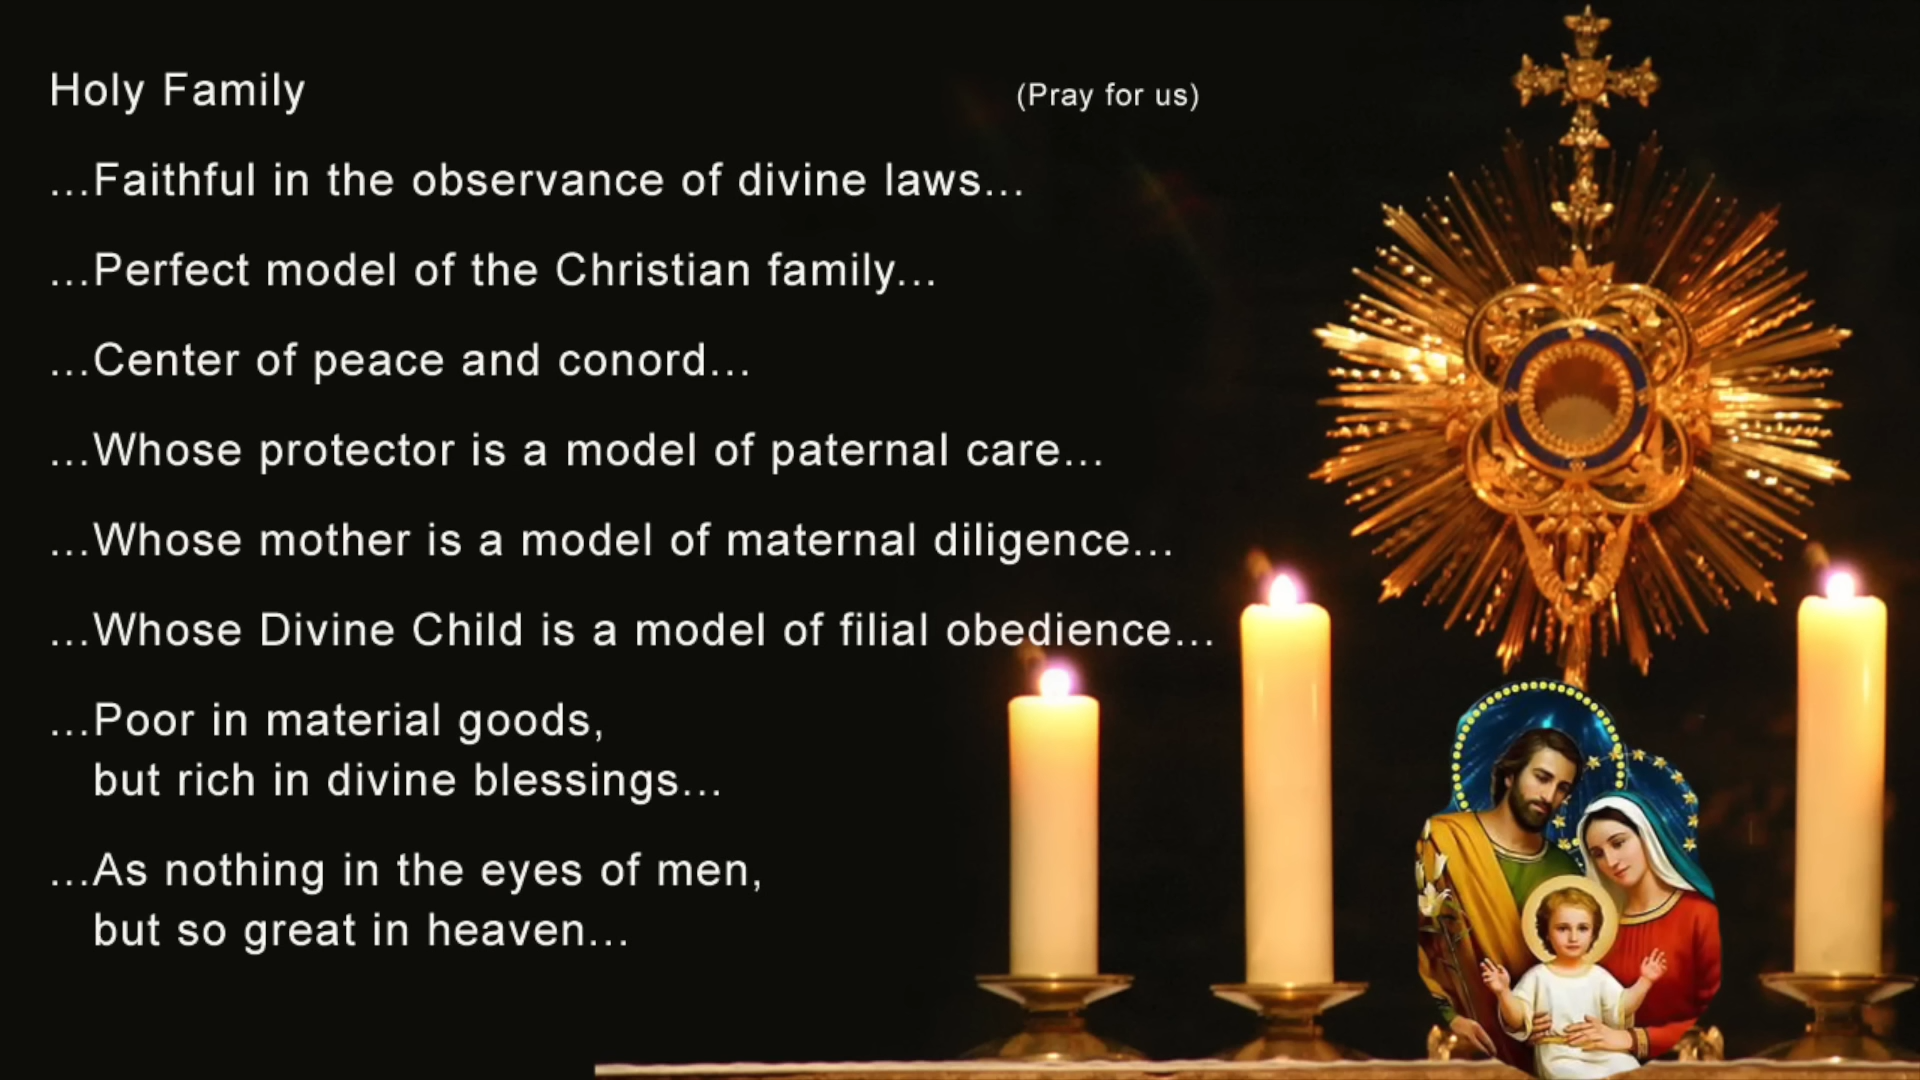 Holy Family (Pray for us)
...Faithful in the observance of divine laws...
...Perfect model of the Christian family...
...Center of peace and conord...
...Whose protector is a model of paternal care...
...Whose mother is a model of maternal diligence...
...Whose Divine Child is a model of filial obedience...
...Poor in material goods,
but rich in divine blessings...
...As nothing in the eyes of men,
but so great in heaven...